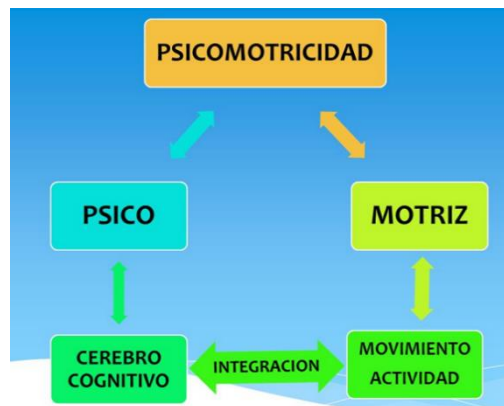 PSICOMOTRICIDAD
PSICO
MOTRIZ
CEREBRO
COGNITIVO
INTEGRACION
MOVIMIENTO
ACTIVIDAD